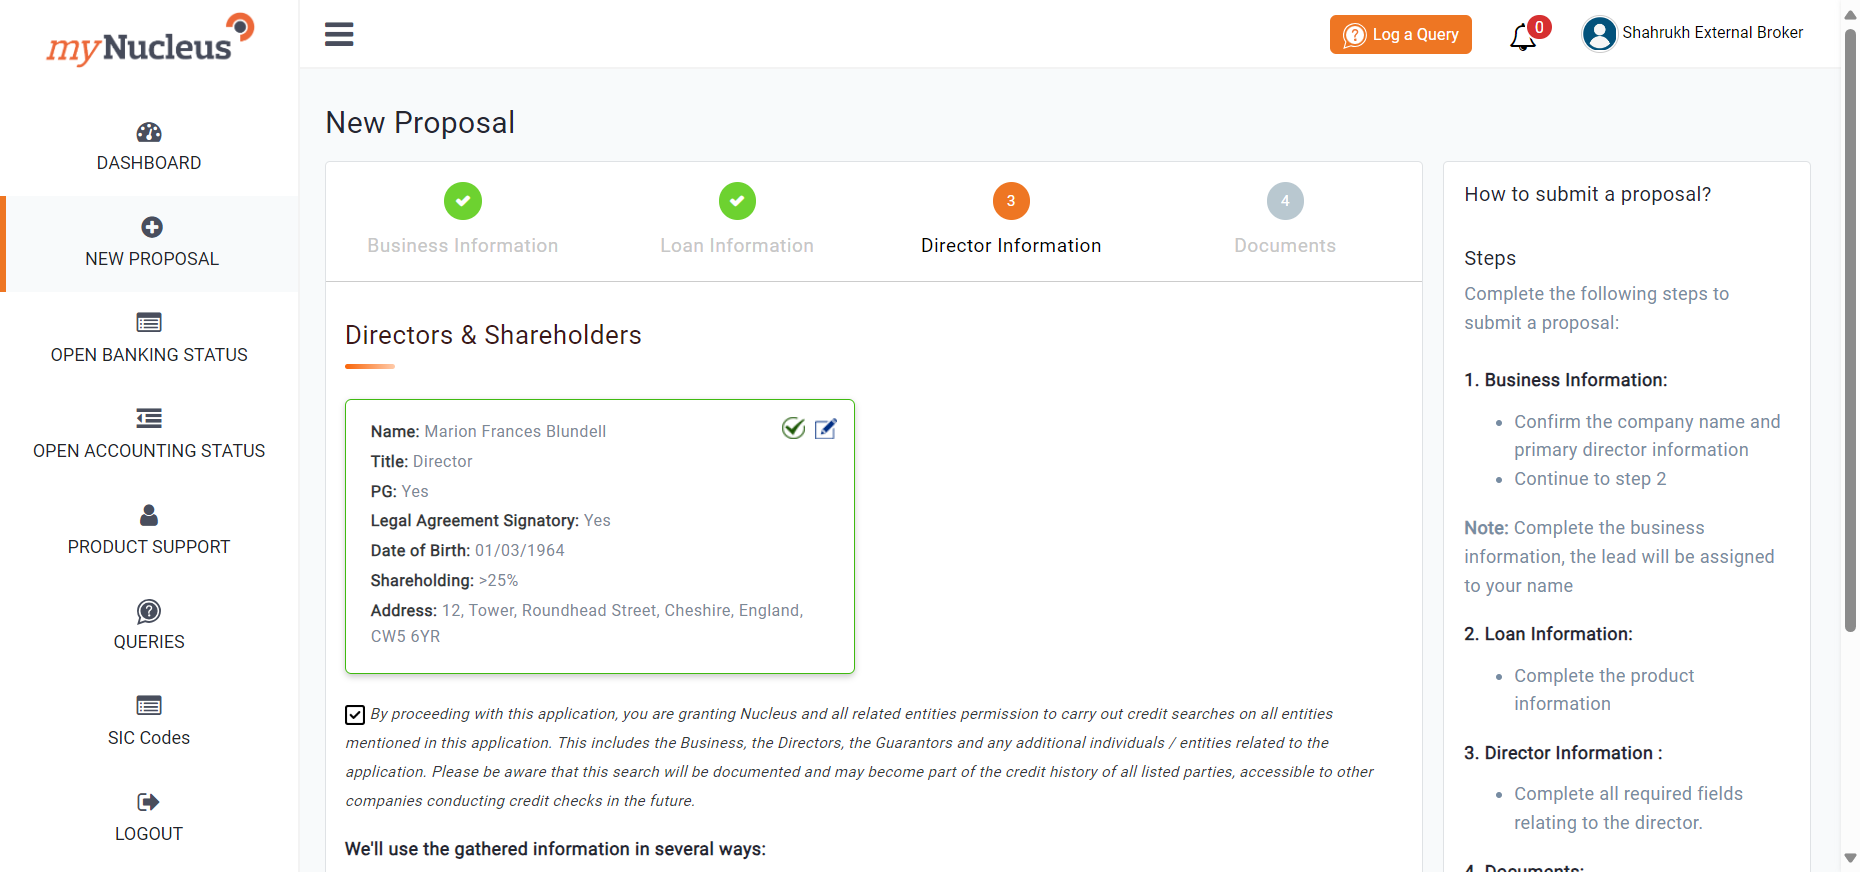 myNucleus
DASHBOARD
NEW PROPOSAL
OPEN BANKING STATUS
OPEN ACCOUNTING STATUS
PRODUCT SUPPORT
QUERIES
SIC Codes
LOGOUT
Log a Query
0
Shahrukh External Broker
New Proposal
3
4
Business Information
Loan Information
Director Information
Documents
Directors & Shareholders
Name: Marion Frances Blundell
Title: Director
PG: Yes
Legal Agreement Signatory: Yes
Date of Birth: 01/03/1964
Shareholding: >25%
Address: 12, Tower, Roundhead Street, Cheshire, England,
CW5 6YR
By proceeding with this application, you are granting Nucleus and all related entities permission to carry out credit searches on all entities
mentioned in this application. This includes the Business, the Directors, the Guarantors and any additional individuals / entities related to the
application. Please be aware that this search will be documented and may become part of the credit history of all listed parties, accessible to other
companies conducting credit checks in the future.
We'll use the gathered information in several ways:
How to submit a proposal?
Steps
Complete the following steps to
submit a proposal:
1. Business Information:
• Confirm the company name and
primary director information
• Continue to step 2
Note: Complete the business
information, the lead will be assigned
to your name
2. Loan Information:
• Complete the product
information
3. Director Information :
• Complete all required fields
relating to the director.
4. Documents: